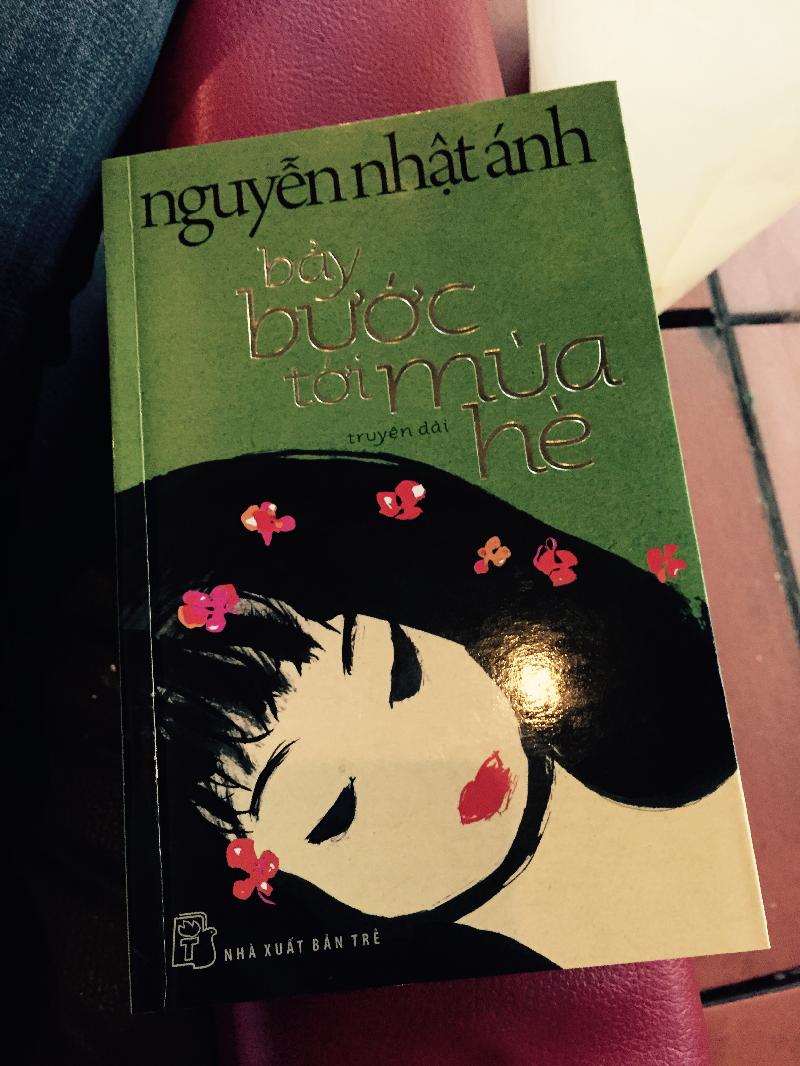 nguyễn nhật ánh
bảy
bước
tới mùa
hè
truyện dài
T
NHÀ XUẤT BẢN TRẺ